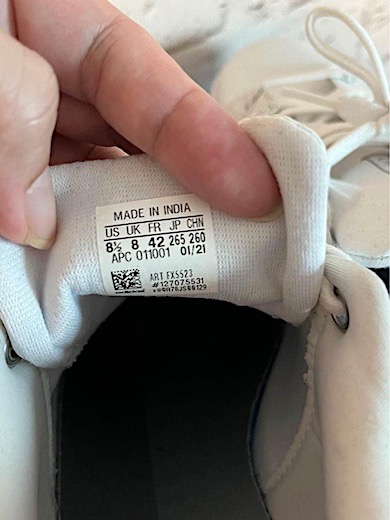 MADE IN INDIA
US UK FR JP CHN
8½ 8 42 265 260
APC 011001 01/21
ART FX5523
#127075531